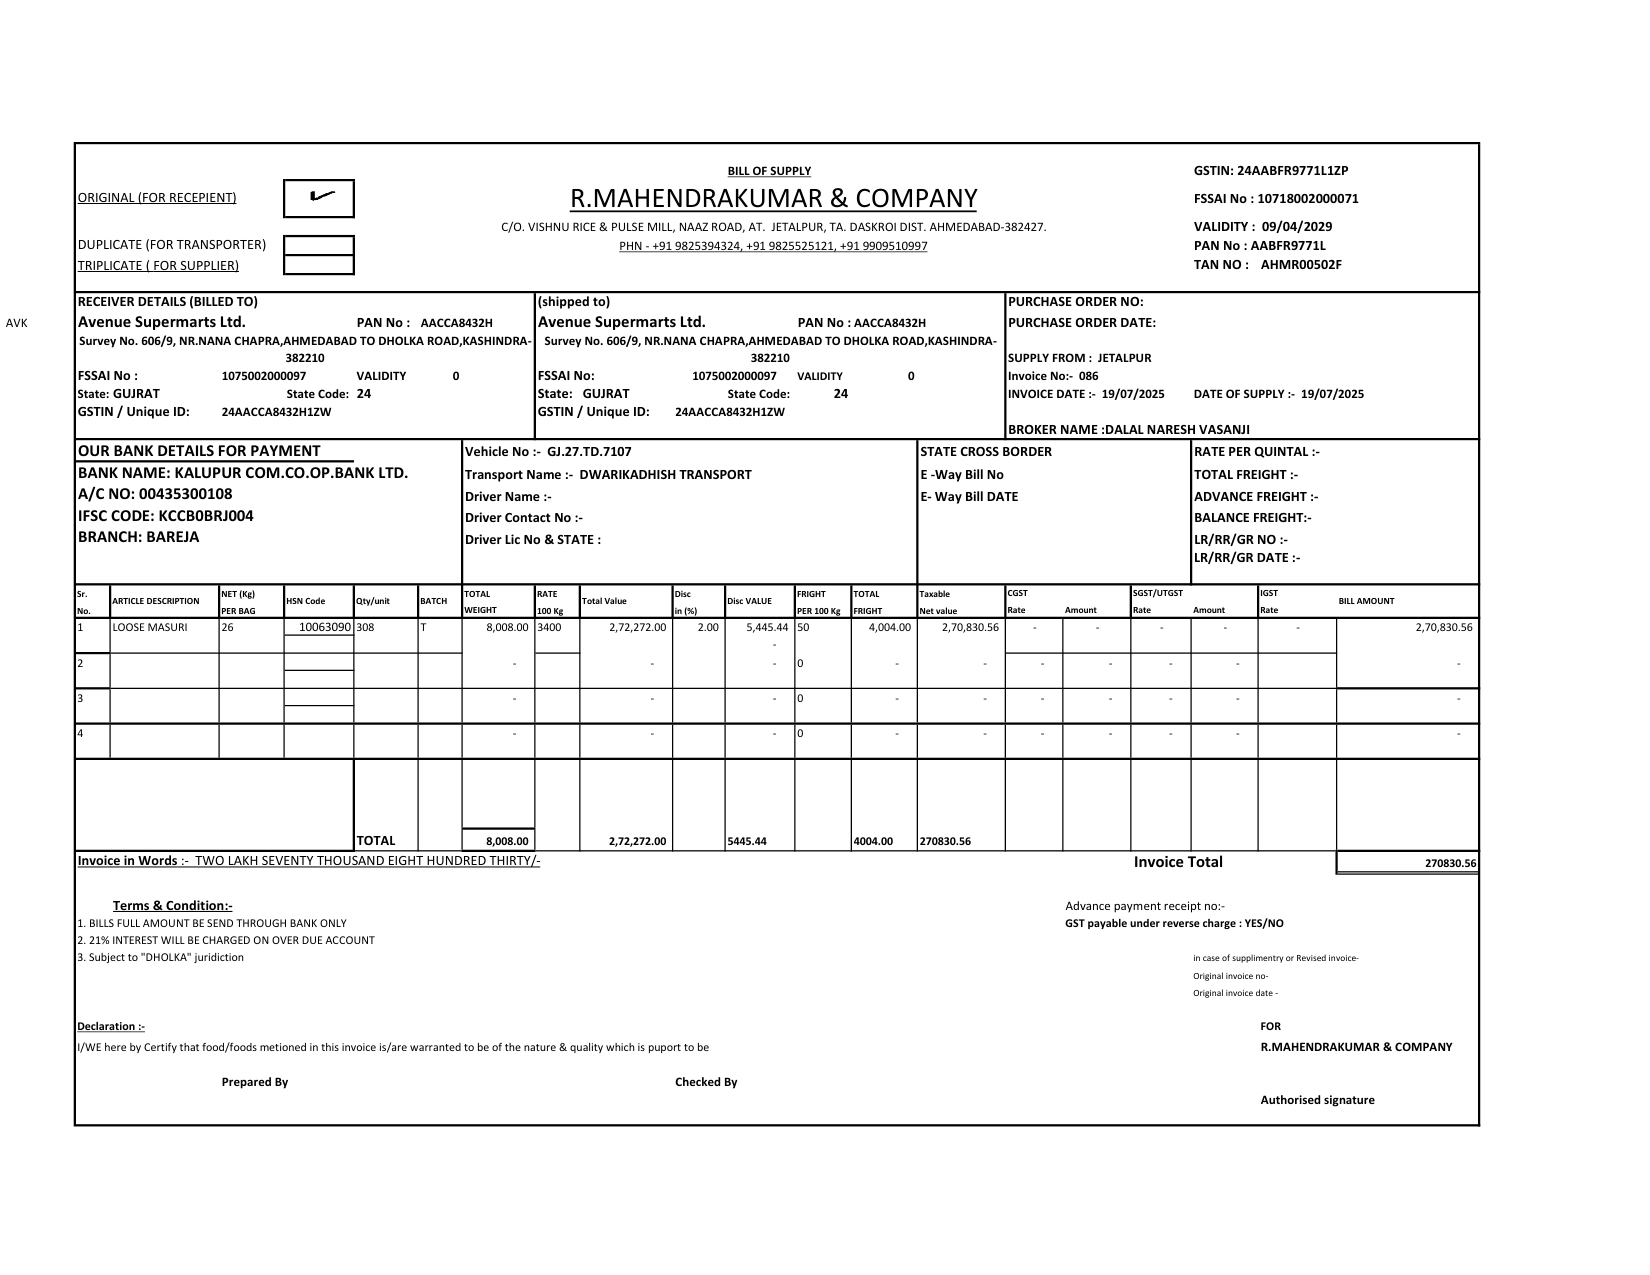 BILL OF SUPPLY
GSTIN: 24AABFR9771L1ZP
ORIGINAL (FOR RECEPIENT)
R.MAHENDRAKUMAR & COMPANY
FSSAI No : 10718002000071
C/O. VISHNU RICE & PULSE MILL, NAAZ ROAD, AT. JETALPUR, TA. DASKROI DIST. AHMEDABAD-382427.
VALIDITY : 09/04/2029
DUPLICATE (FOR TRANSPORTER)
PHN - +91 9825394324, +91 9825525121, +91 9909510997
PAN No : AABFR9771L
TRIPLICATE ( FOR SUPPLIER)
TAN NO : AHMR00502F
RECEIVER DETAILS (BILLED TO)
(shipped to)
PURCHASE ORDER NO:
AVK
Avenue Supermarts Ltd. PAN No : AACCA8432H
Avenue Supermarts Ltd. PAN No : AACCA8432H
PURCHASE ORDER DATE:
Survey No. 606/9, NR.NANA CHAPRA,AHMEDABAD TO DHOLKA ROAD,KASHINDRA-
382210
Survey No. 606/9, NR.NANA CHAPRA,AHMEDABAD TO DHOLKA ROAD,KASHINDRA-
382210
SUPPLY FROM : JETALPUR
FSSAI No : 1075002000097 VALIDITY 0
FSSAI No: 1075002000097 VALIDITY 0
Invoice No:- 086
State: GUJRAT State Code: 24
State: GUJRAT State Code: 24
INVOICE DATE :- 19/07/2025 DATE OF SUPPLY :- 19/07/2025
GSTIN / Unique ID: 24AACCA8432H1ZW
GSTIN / Unique ID: 24AACCA8432H1ZW
BROKER NAME :DALAL NARESH VASANJI
OUR BANK DETAILS FOR PAYMENT
BANK NAME: KALUPUR COM.CO.OP.BANK LTD.
A/C NO: 00435300108
IFSC CODE: KCCB0BRJ004
BRANCH: BAREJA
Vehicle No :- GJ.27.TD.7107
Transport Name :- DWARIKADHISH TRANSPORT
Driver Name :-
Driver Contact No :-
Driver Lic No & STATE :
STATE CROSS BORDER
E -Way Bill No
E- Way Bill DATE
RATE PER QUINTAL :-
TOTAL FREIGHT :-
ADVANCE FREIGHT :-
BALANCE FREIGHT:-
LR/RR/GR NO :-
LR/RR/GR DATE :-
Sr. NET (Kg) TOTAL RATE Disc FRIGHT TOTAL Taxable CGST SGST/UTGST IGST
ARTICLE DESCRIPTION HSN Code Qty/unit BATCH Total Value Disc VALUE BILL AMOUNT
No. PER BAG WEIGHT 100 Kg in (%) PER 100 Kg FRIGHT Net value Rate Amount Rate Amount Rate
1 LOOSE MASURI 26 10063090 308 T 8,008.00 3400 2,72,272.00 2.00 5,445.44 50 4,004.00 2,70,830.56 - - - - - 2,70,830.56
-
2 - - - 0 - - - - - - -
3 - - - 0 - - - - - - -
4 - - - 0 - - - - - - -
TOTAL 8,008.00 2,72,272.00 5445.44 4004.00 270830.56
Invoice in Words :- TWO LAKH SEVENTY THOUSAND EIGHT HUNDRED THIRTY/- Invoice Total 270830.56
Terms & Condition:-
Advance payment receipt no:-
1. BILLS FULL AMOUNT BE SEND THROUGH BANK ONLY
GST payable under reverse charge : YES/NO
2. 21% INTEREST WILL BE CHARGED ON OVER DUE ACCOUNT
3. Subject to "DHOLKA" juridiction
in case of supplimentry or Revised invoice-
Original invoice no-
Original invoice date -
Declaration :-
FOR
I/WE here by Certify that food/foods metioned in this invoice is/are warranted to be of the nature & quality which is puport to be
R.MAHENDRAKUMAR & COMPANY
Prepared By Checked By
Authorised signature